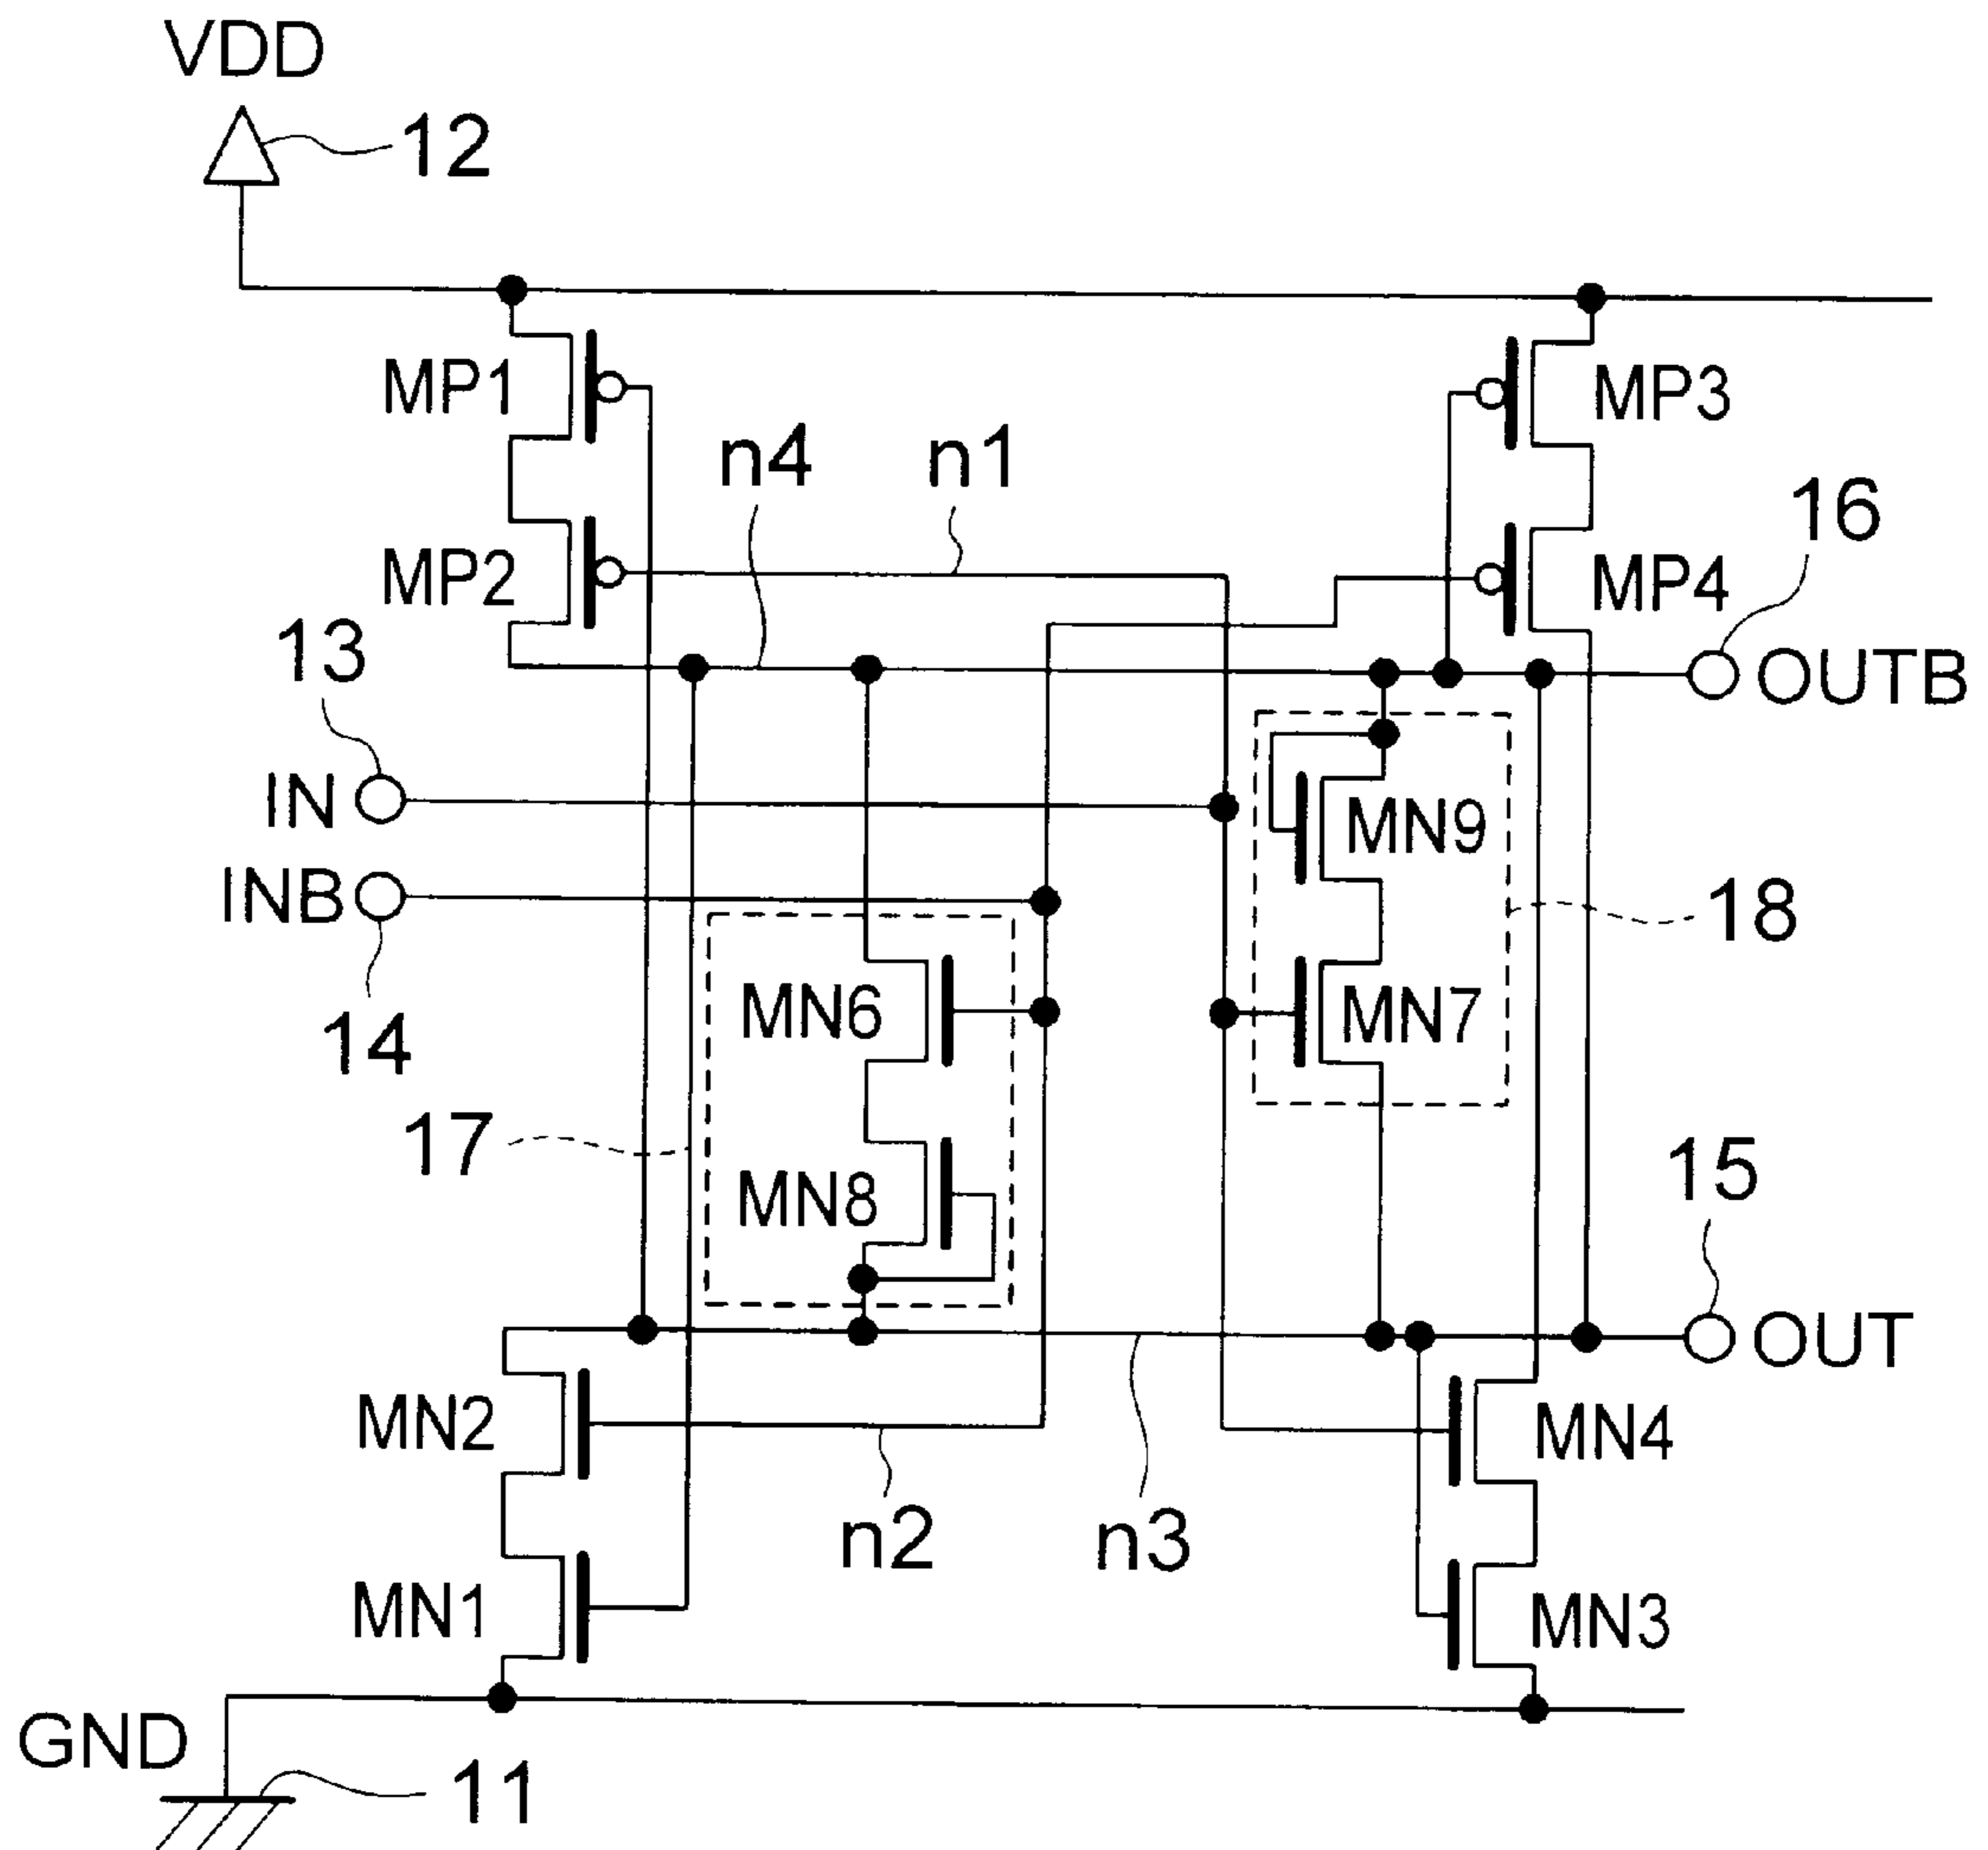 VDD
12
MP1
MP3
n4
n1
16
MP2
MP4
13
OUTB
IN
MN9
INB
18
MN6
MN7
14
17
15
MN8
OUT
MN2
MN4
n2
n3
MN1
MN3
GND
11